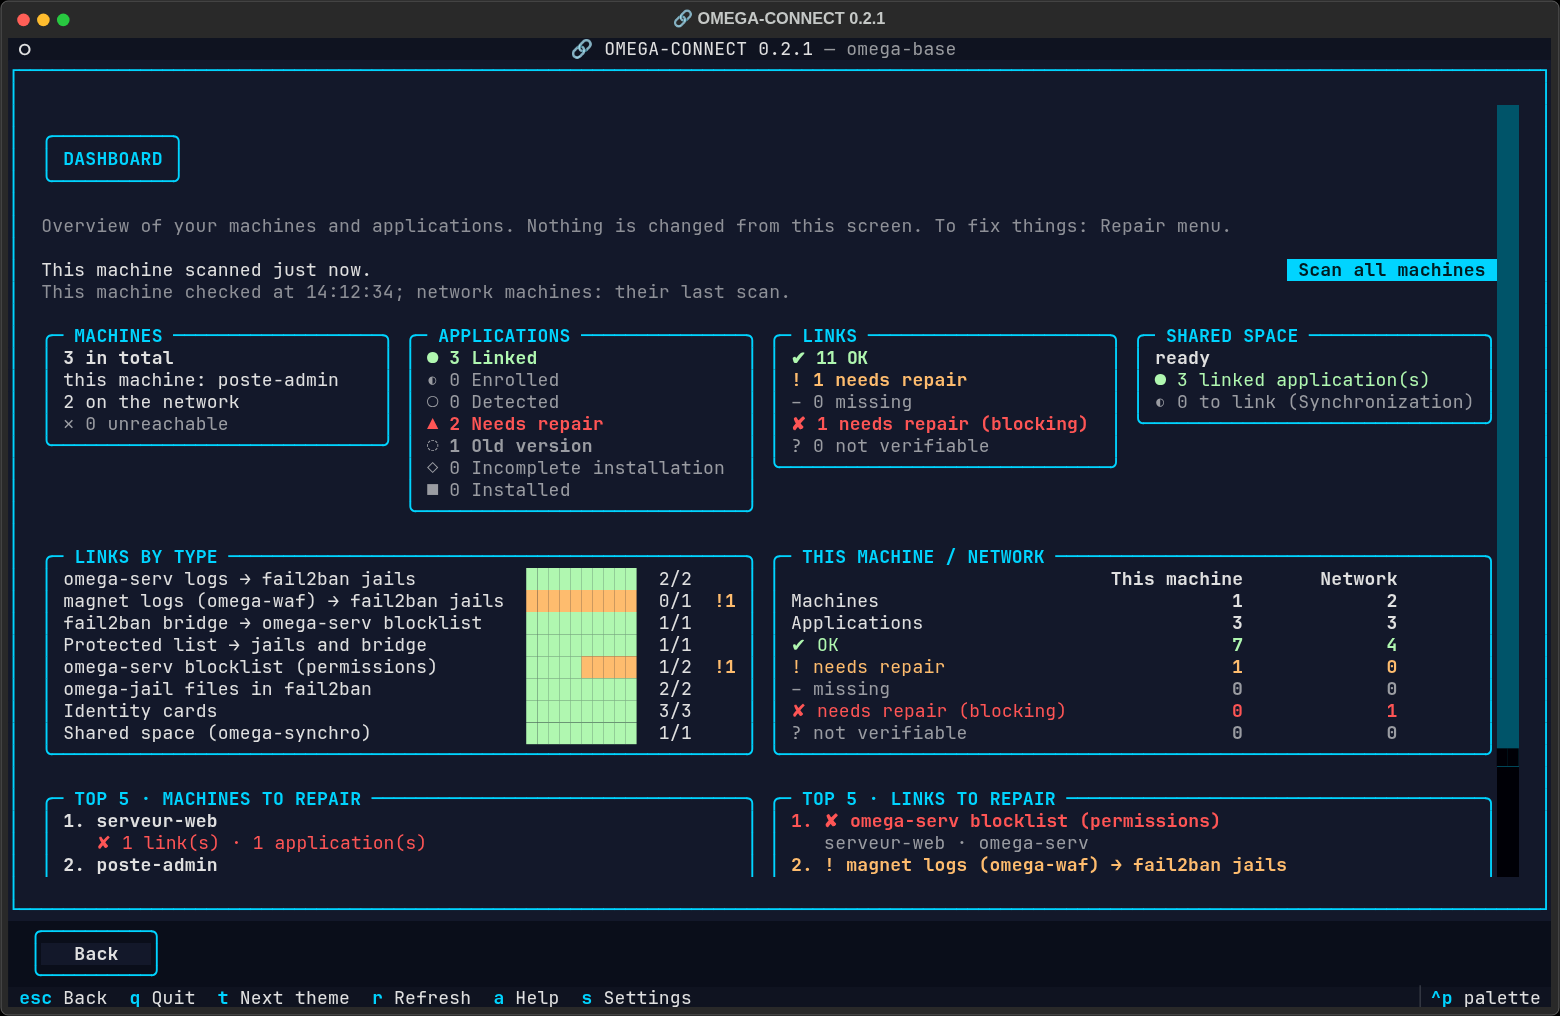 🔗 OMEGA-CONNECT 0.2.1
🔗 OMEGA-CONNECT 0.2.1 — omega-base
DASHBOARD
Overview of your machines and applications. Nothing is changed from this screen. To fix things: Repair menu.
This machine scanned just now.
Scan all machines
This machine checked at 14:12:34; network machines: their last scan.
MACHINES
3 in total
this machine: poste-admin
2 on the network
× 0 unreachable
APPLICATIONS
● 3 Linked
◐ 0 Enrolled
○ 0 Detected
▲ 2 Needs repair
◌ 1 Old version
◇ 0 Incomplete installation
■ 0 Installed
LINKS
✔ 11 OK
! 1 needs repair
– 0 missing
✘ 1 needs repair (blocking)
? 0 not verifiable
SHARED SPACE
ready
● 3 linked application(s)
◐ 0 to link (Synchronization)
LINKS BY TYPE
omega-serv logs → fail2ban jails 2/2
magnet logs (omega-waf) → fail2ban jails 0/1 !1
fail2ban bridge → omega-serv blocklist 1/1
Protected list → jails and bridge 1/1
omega-serv blocklist (permissions) 1/2 !1
omega-jail files in fail2ban 2/2
Identity cards 3/3
Shared space (omega-synchro) 1/1
THIS MACHINE / NETWORK
This machine Network
Machines 1 2
Applications 3 3
✔ OK 7 4
! needs repair 1 0
– missing 0 0
✘ needs repair (blocking) 0 1
? not verifiable 0 0
TOP 5 · MACHINES TO REPAIR
1. serveur-web
✘ 1 link(s) · 1 application(s)
2. poste-admin
TOP 5 · LINKS TO REPAIR
1. ✘ omega-serv blocklist (permissions)
serveur-web · omega-serv
2. ! magnet logs (omega-waf) → fail2ban jails
Back
esc Back q Quit t Next theme r Refresh a Help s Settings ^p palette